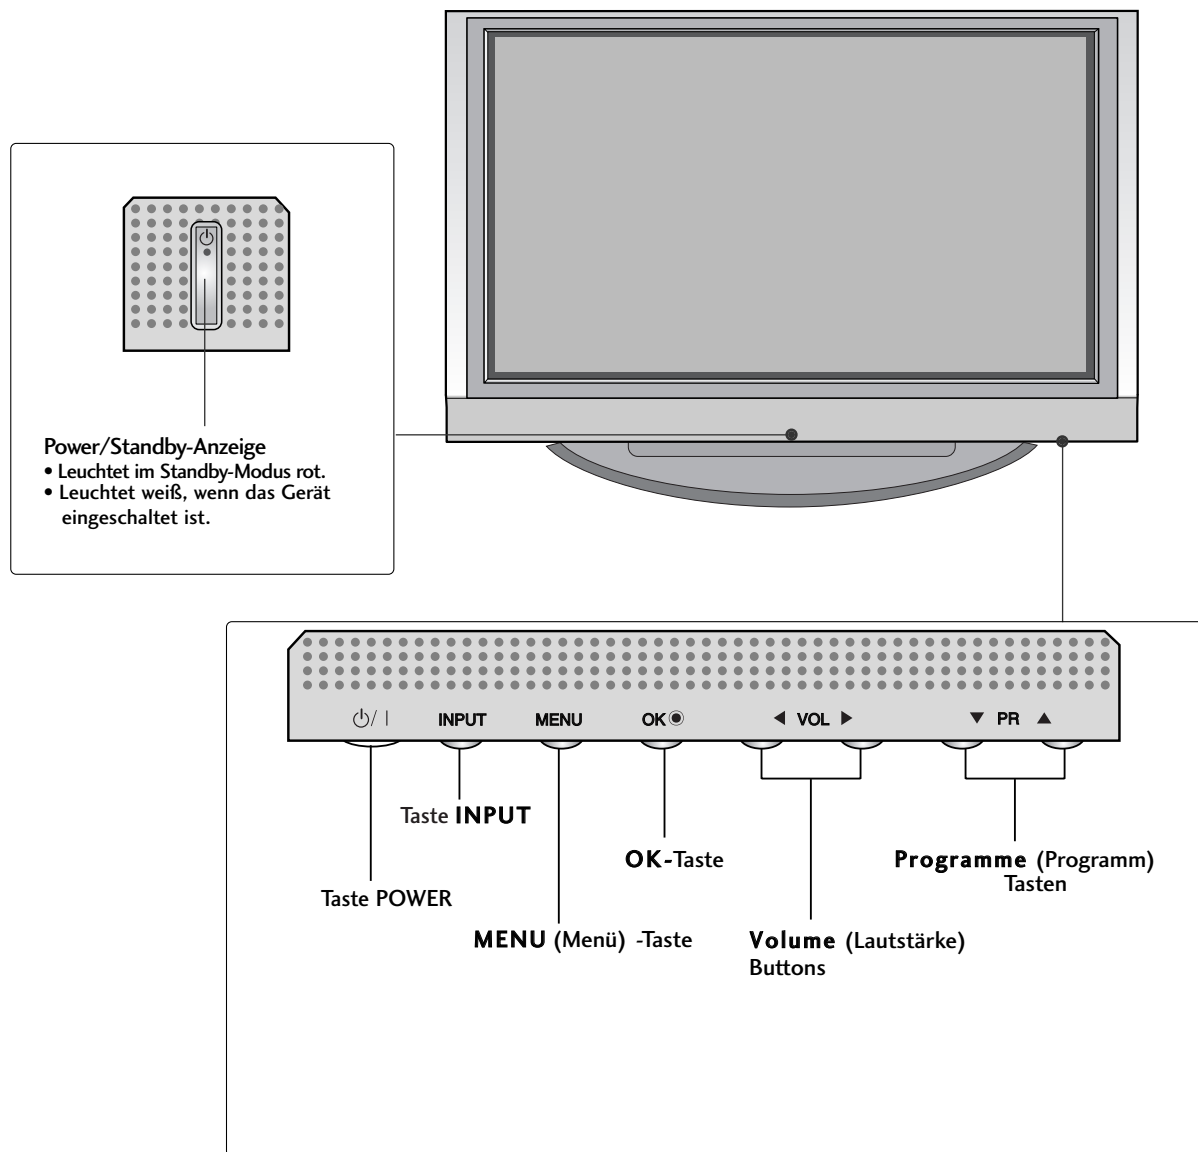 Power/Standby-Anzeige
• Leuchtet im Standby-Modus rot.
• Leuchtet weiß, wenn das Gerät
eingeschaltet ist.
⏻/ I INPUT MENU OK◉ ◀ VOL ▶ ▼ PR ▲
Taste INPUT
OK-Taste
Programme (Programm)
Tasten
Taste POWER
MENU (Menü) -Taste
Volume (Lautstärke)
Buttons